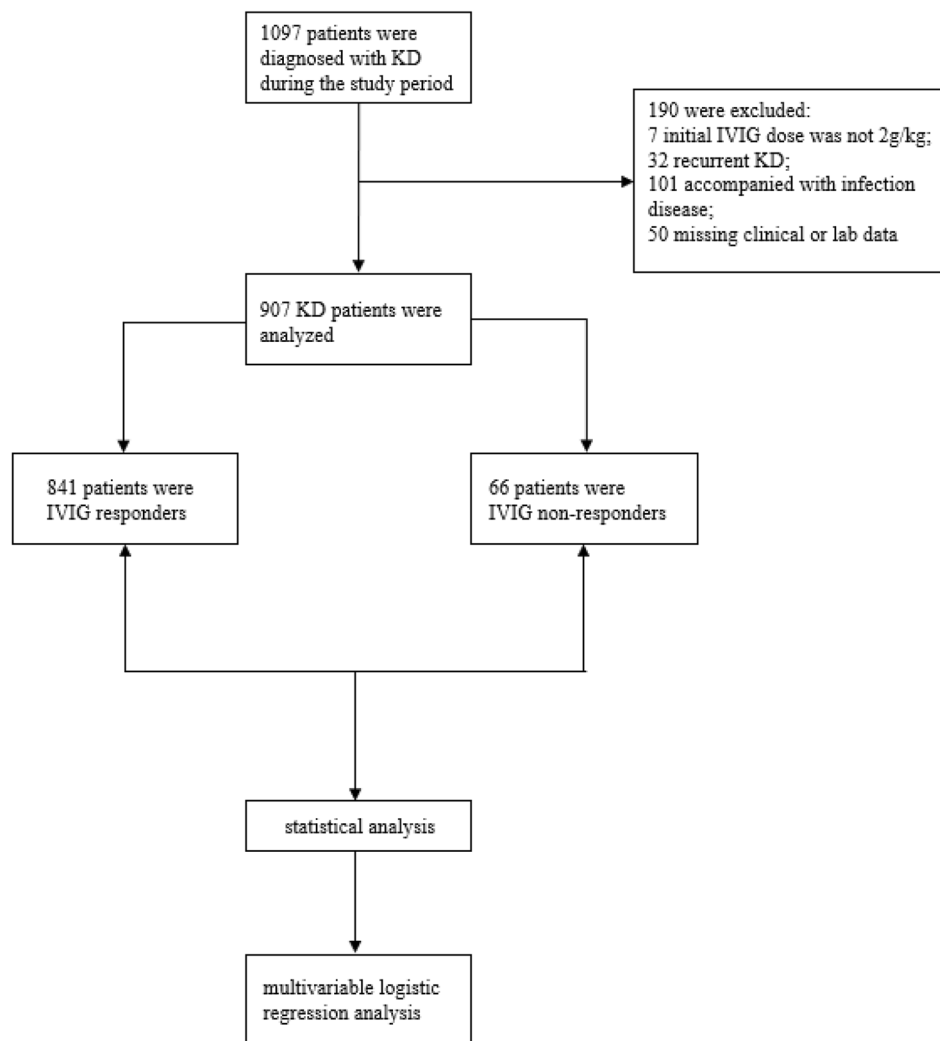 1097 patients were
diagnosed with KD
during the study period
190 were excluded:
7 initial IVIG dose was not 2g/kg;
32 recurrent KD;
101 accompanied with infection
disease;
50 missing clinical or lab data
907 KD patients were
analyzed
841 patients were
IVIG responders
66 patients were
IVIG non-responders
statistical analysis
multivariable logistic
regression analysis